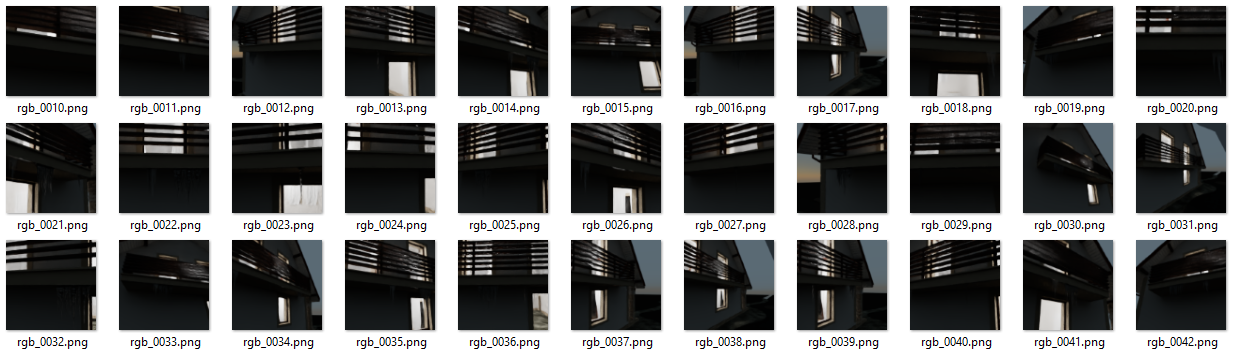 rgb_0010.png rgb_0011.png rgb_0012.png rgb_0013.png rgb_0014.png rgb_0015.png rgb_0016.png rgb_0017.png rgb_0018.png rgb_0019.png rgb_0020.png
rgb_0021.png rgb_0022.png rgb_0023.png rgb_0024.png rgb_0025.png rgb_0026.png rgb_0027.png rgb_0028.png rgb_0029.png rgb_0030.png rgb_0031.png
rgb_0032.png rgb_0033.png rgb_0034.png rgb_0035.png rgb_0036.png rgb_0037.png rgb_0038.png rgb_0039.png rgb_0040.png rgb_0041.png rgb_0042.png